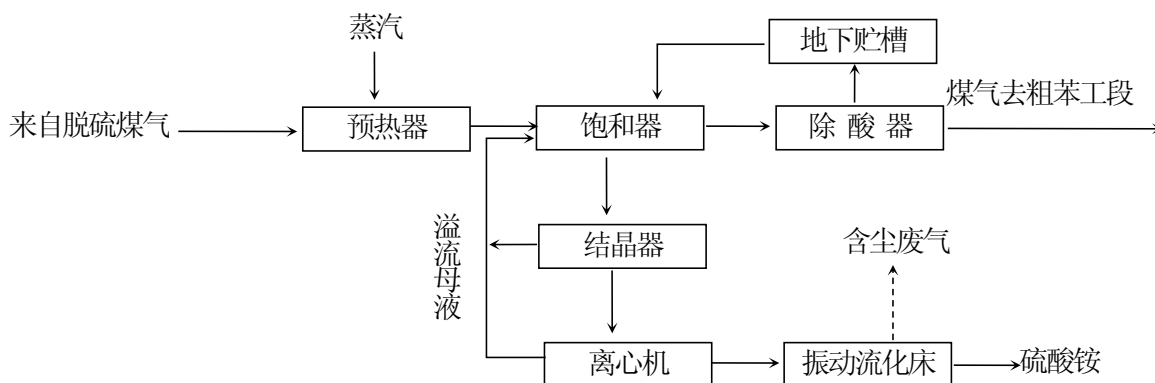 蒸汽
地下贮槽
煤气去粗苯工段
来自脱硫煤气
预热器
饱和器
除 酸 器
溢流母液
结晶器
含尘废气
离心机
振动流化床
硫酸铵